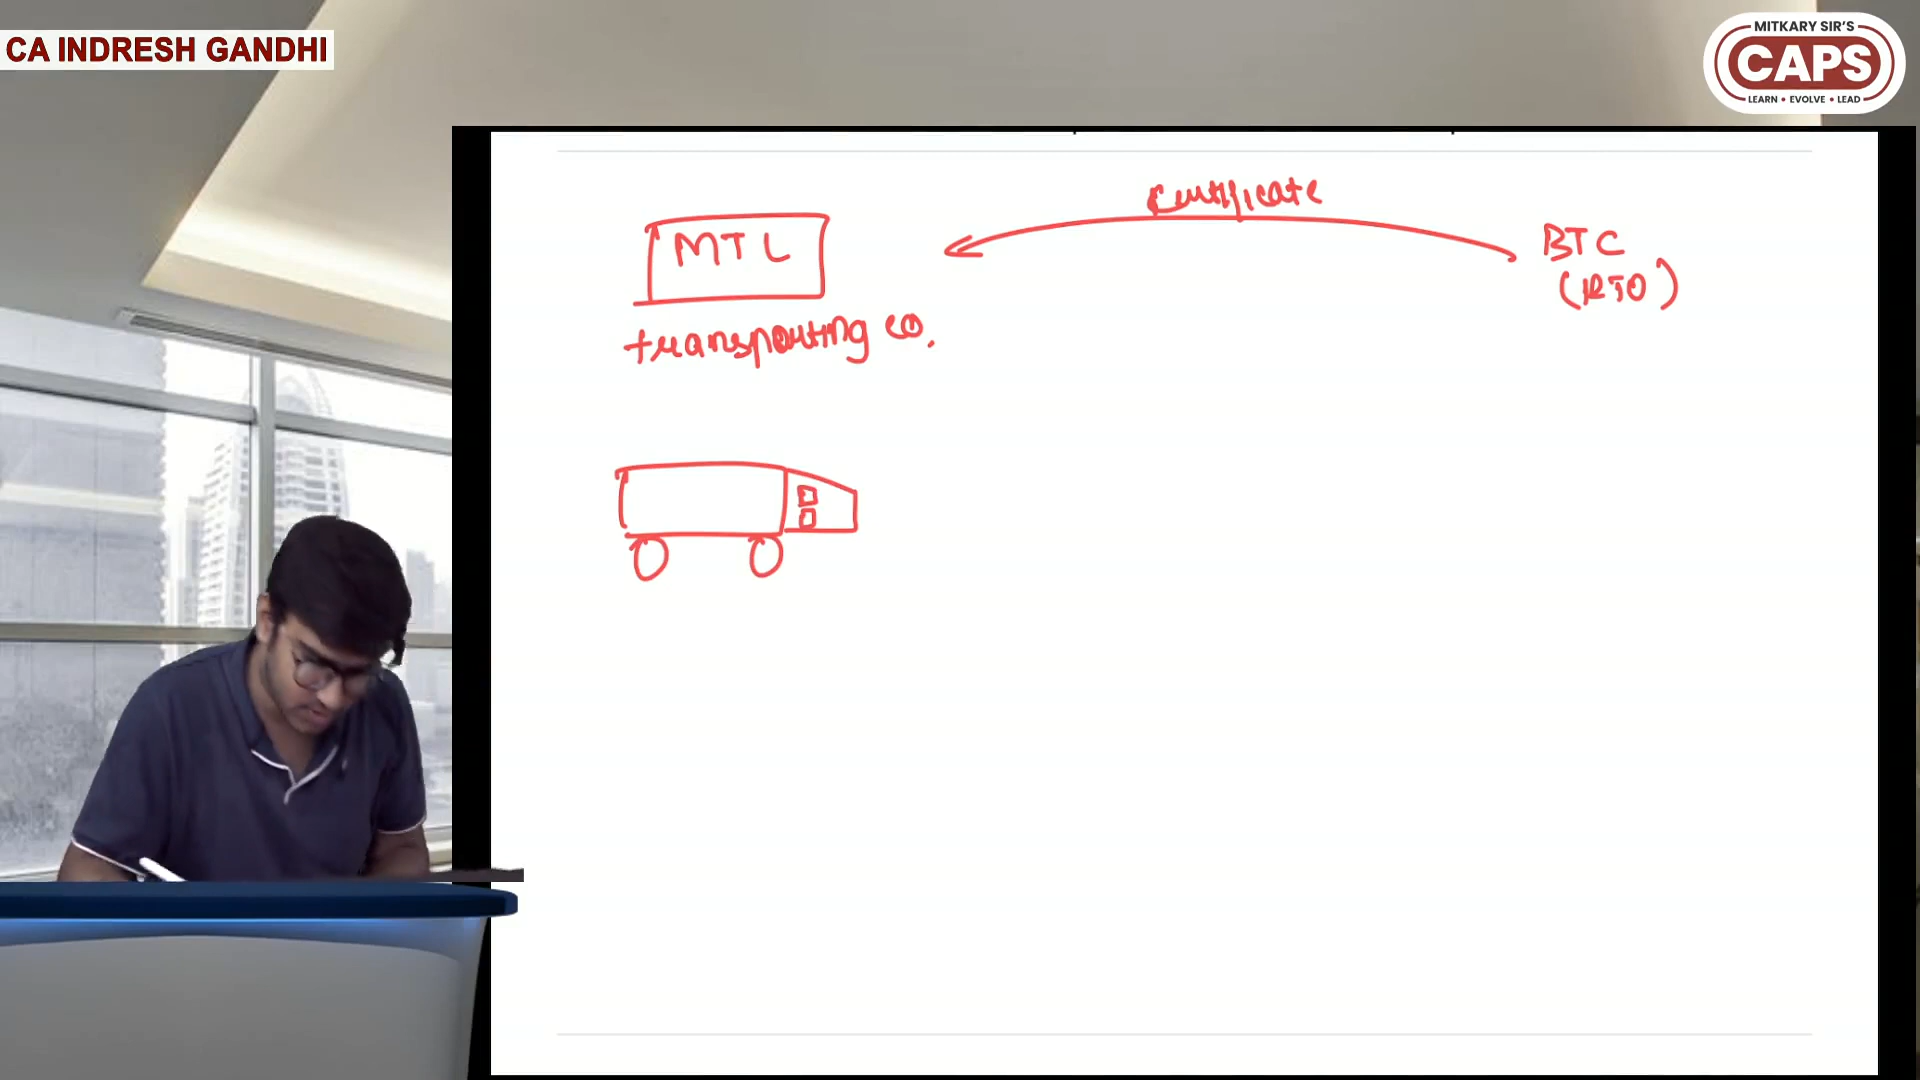 CA INDRESH GANDHI
MITKARY SIR'S
CAPS
LEARN • EVOLVE • LEAD
Certificate
MTL
BTC
(RTO)
transporting co.